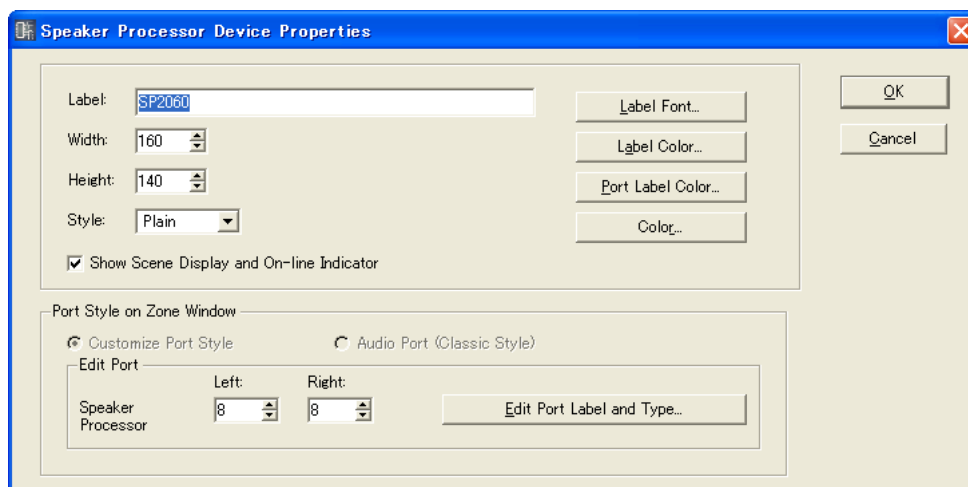 Speaker Processor Device Properties
Label: SP2060
Label Font...
OK
Width: 160
Label Color...
Cancel
Height: 140
Port Label Color...
Style: Plain
Color...
Show Scene Display and On-line Indicator
Port Style on Zone Window
Customize Port Style
Audio Port (Classic Style)
Edit Port
Left:
Right:
Speaker
Processor
8
8
Edit Port Label and Type...